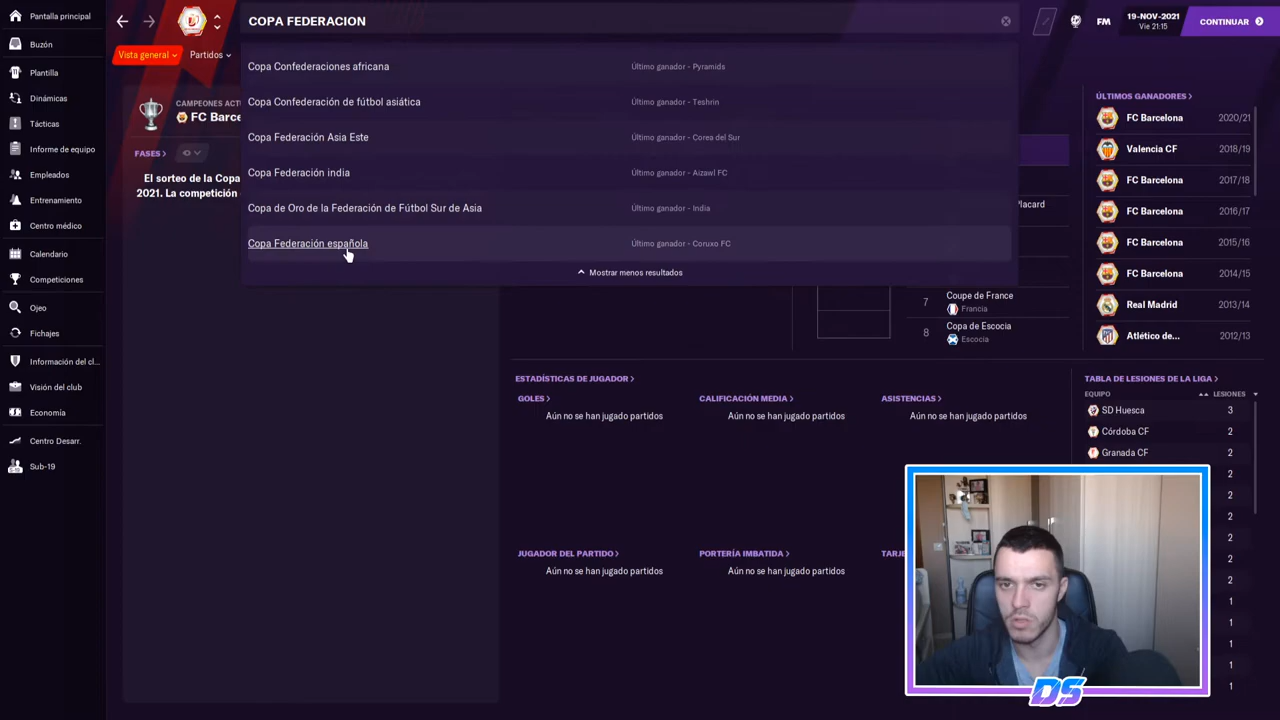 Pantalla principal
COPA FEDERACION
FM
19-NOV-2021
Vie 21:15
CONTINUAR
Buzón
Vista general
Partidos
Plantilla
Dinámicas
Tácticas
Informe de equipo
Empleados
Entrenamiento
Centro médico
Calendario
Competiciones
Ojeo
Fichajes
Información del cl...
Visión del club
Economía
Centro Desarr.
Sub-19
CAMPEONES ACT
FC Barce
FASES
El sorteo de la Copa
2021. La competición
Copa Confederaciones africana
Último ganador - Pyramids
Copa Confederación de fútbol asiática
Último ganador - Teshrin
Copa Federación Asia Este
Último ganador - Corea del Sur
Copa Federación india
Último ganador - Aizawl FC
Copa de Oro de la Federación de Fútbol Sur de Asia
Último ganador - India
Copa Federación española
Último ganador - Coruxo FC
Mostrar menos resultados
Placard
7
Coupe de France
Francia
8
Copa de Escocia
Escocia
ÚLTIMOS GANADORES
FC Barcelona 2020/21
Valencia CF 2018/19
FC Barcelona 2017/18
FC Barcelona 2016/17
FC Barcelona 2015/16
FC Barcelona 2014/15
Real Madrid 2013/14
Atlético de... 2012/13
ESTADÍSTICAS DE JUGADOR
GOLES
Aún no se han jugado partidos
CALIFICACIÓN MEDIA
Aún no se han jugado partidos
ASISTENCIAS
Aún no se han jugado partidos
JUGADOR DEL PARTIDO
Aún no se han jugado partidos
PORTERÍA IMBATIDA
Aún no se han jugado partidos
TARJE
TABLA DE LESIONES DE LA LIGA
EQUIPO LESIONES
SD Huesca 3
Córdoba CF 2
Granada CF 2
2
2
2
2
2
2
1
1
1
1
1
DS